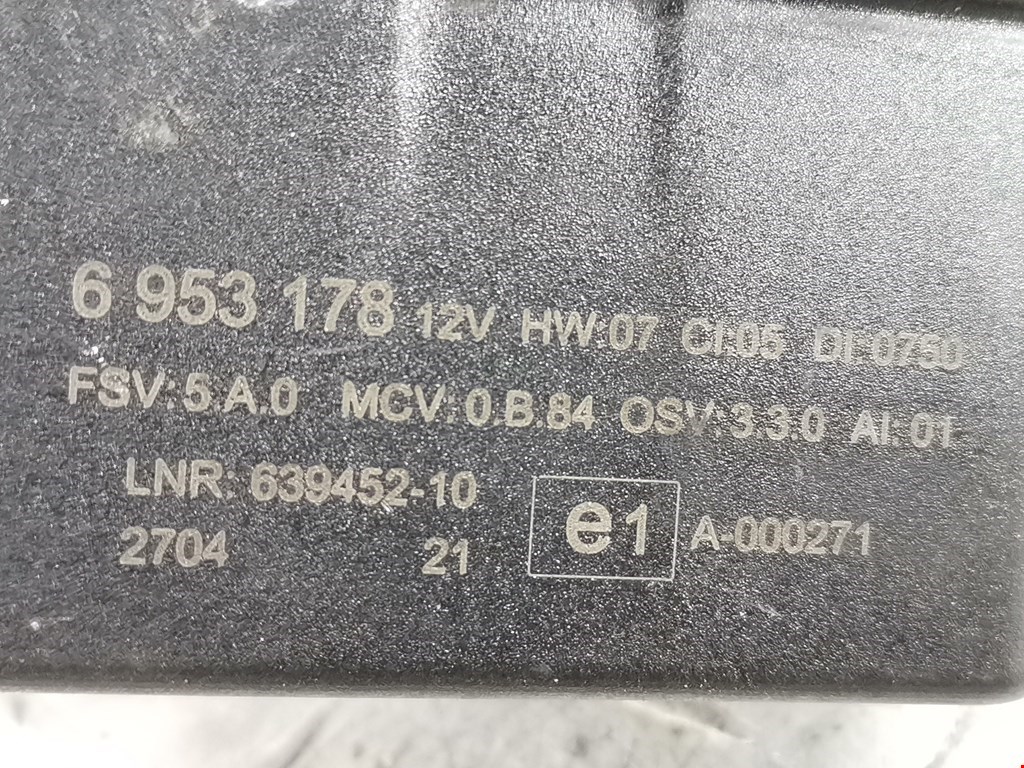 6 953 178 12V HW:07 CI:05 DI:0750
FSV:5.A.0 MCV:0.B.84 OSV:3.3.0 AI:01
LNR: 639452-10
2704 21 e1 A-000271